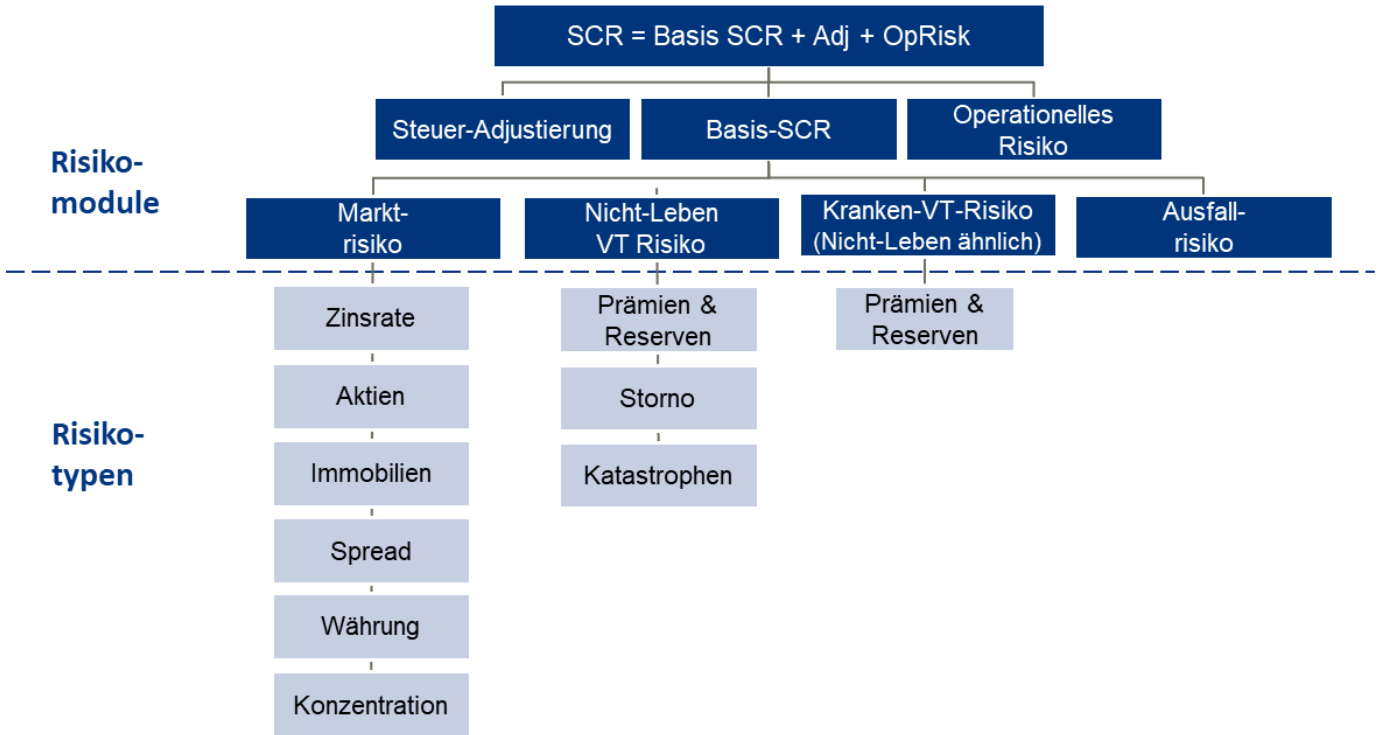 SCR = Basis SCR + Adj + OpRisk
Steuer-Adjustierung
Basis-SCR
Operationelles
Risiko
Risiko-
module
Markt-
risiko
Nicht-Leben
VT Risiko
Kranken-VT-Risiko
(Nicht-Leben ähnlich)
Ausfall-
risiko
Risiko-
typen
Zinsrate
Aktien
Immobilien
Spread
Währung
Konzentration
Prämien &
Reserven
Storno
Katastrophen
Prämien &
Reserven